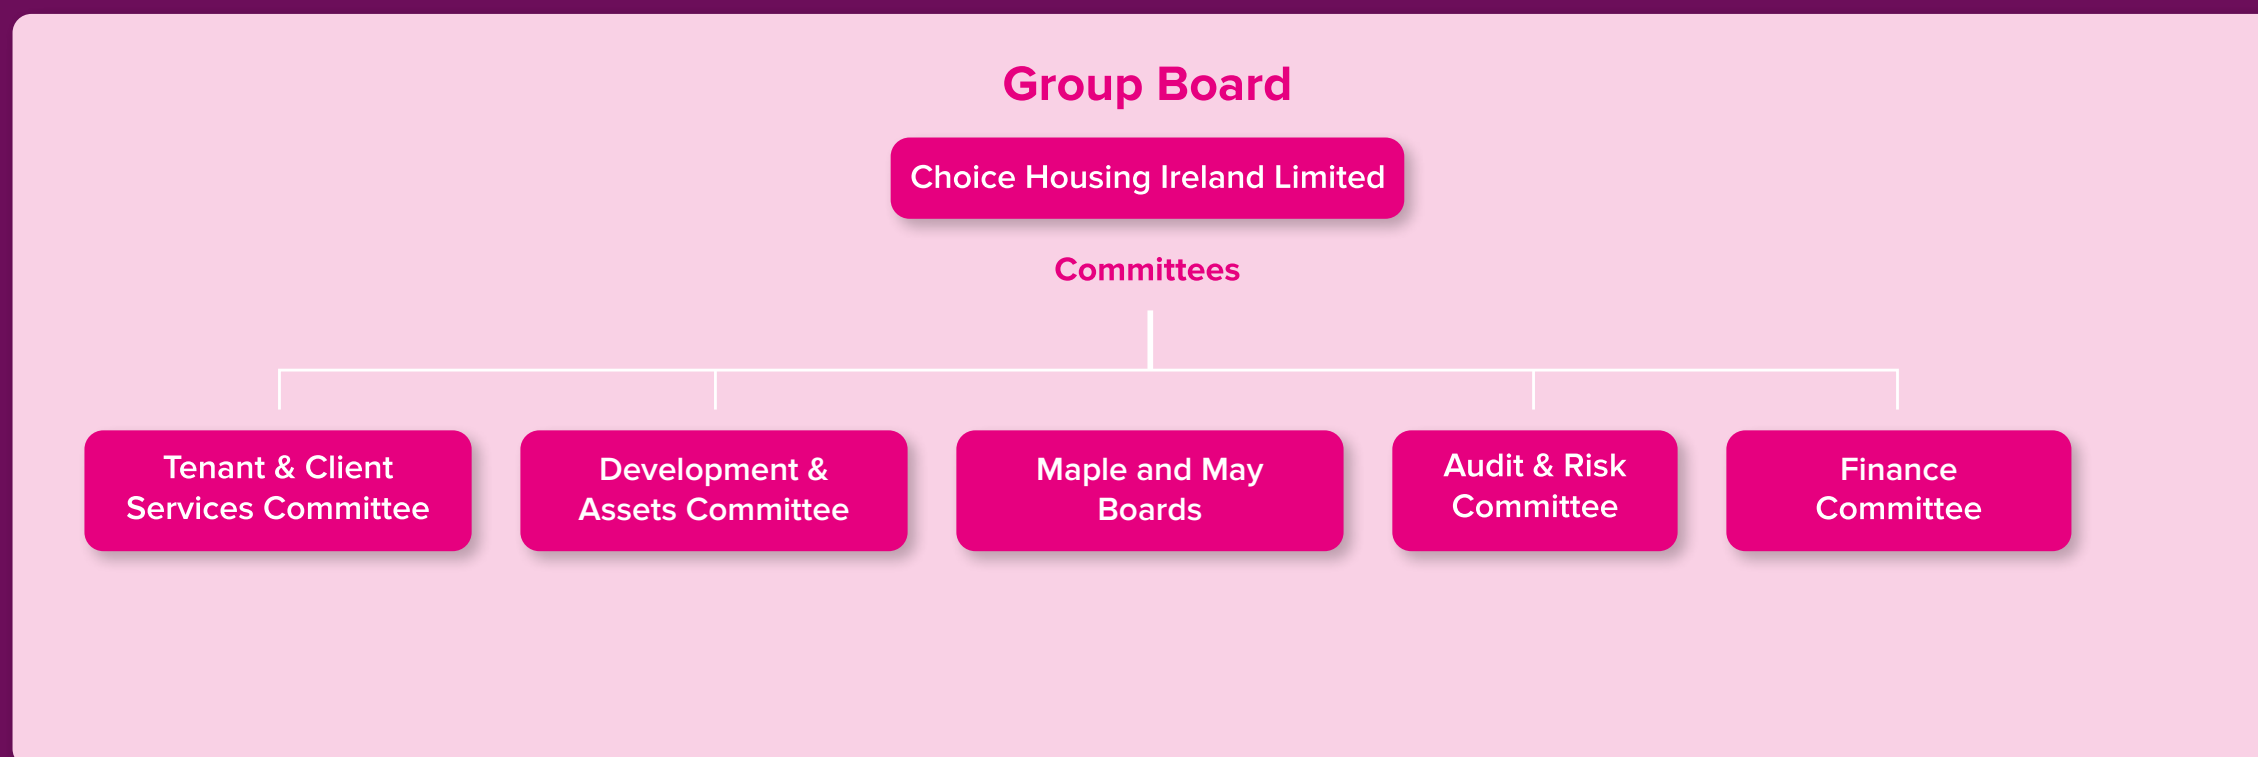 Group Board
Choice Housing Ireland Limited
Committees
Tenant & Client
Services Committee
Development &
Assets Committee
Maple and May
Boards
Audit & Risk
Committee
Finance
Committee